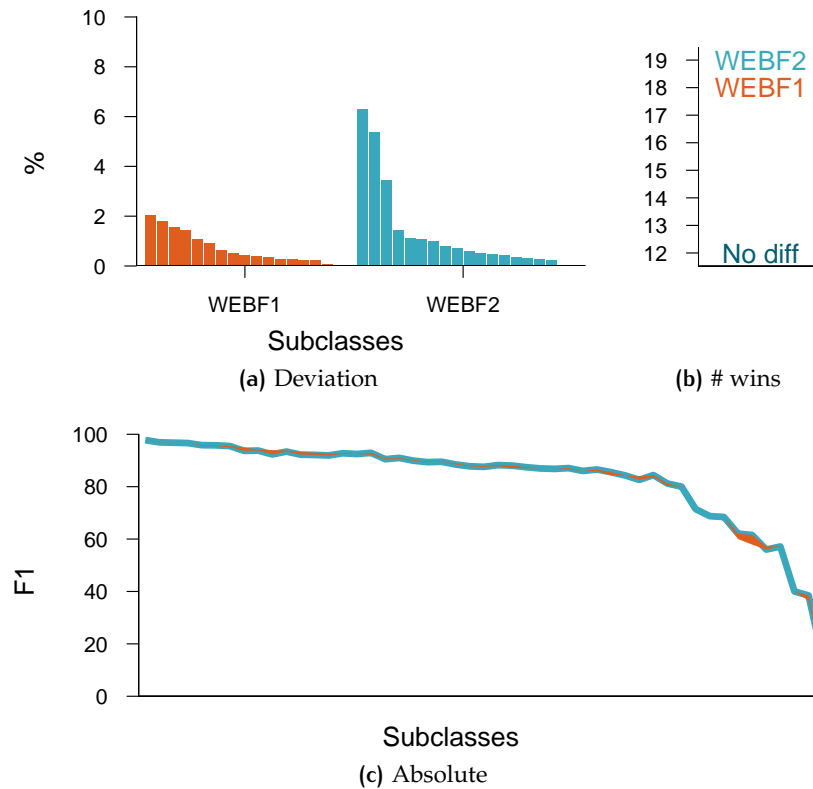 10
8
6
4
2
0
%
WEBF1 WEBF2
Subclasses
(a) Deviation
19
18
17
16
15
14
13
12
WEBF2
WEBF1
No diff
(b) # wins
100
80
60
40
20
0
F1
Subclasses
(c) Absolute